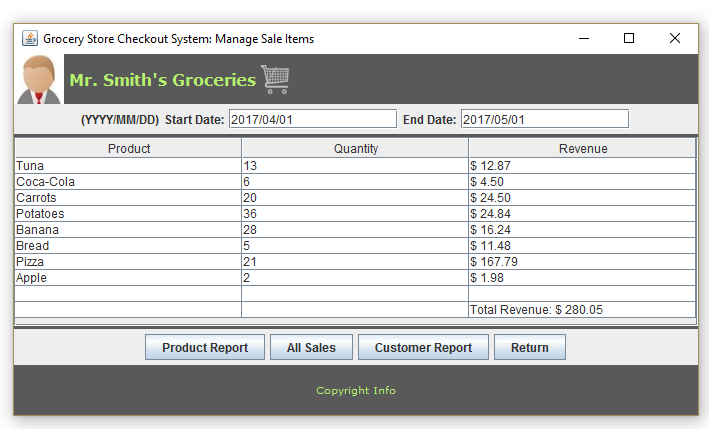 Grocery Store Checkout System: Manage Sale Items
Mr. Smith's Groceries
(YYYY/MM/DD) Start Date: 2017/04/01 End Date: 2017/05/01
Product Quantity Revenue
Tuna 13 $ 12.87
Coca-Cola 6 $ 4.50
Carrots 20 $ 24.50
Potatoes 36 $ 24.84
Banana 28 $ 16.24
Bread 5 $ 11.48
Pizza 21 $ 167.79
Apple 2 $ 1.98
Total Revenue: $ 280.05
Product Report All Sales Customer Report Return
Copyright Info